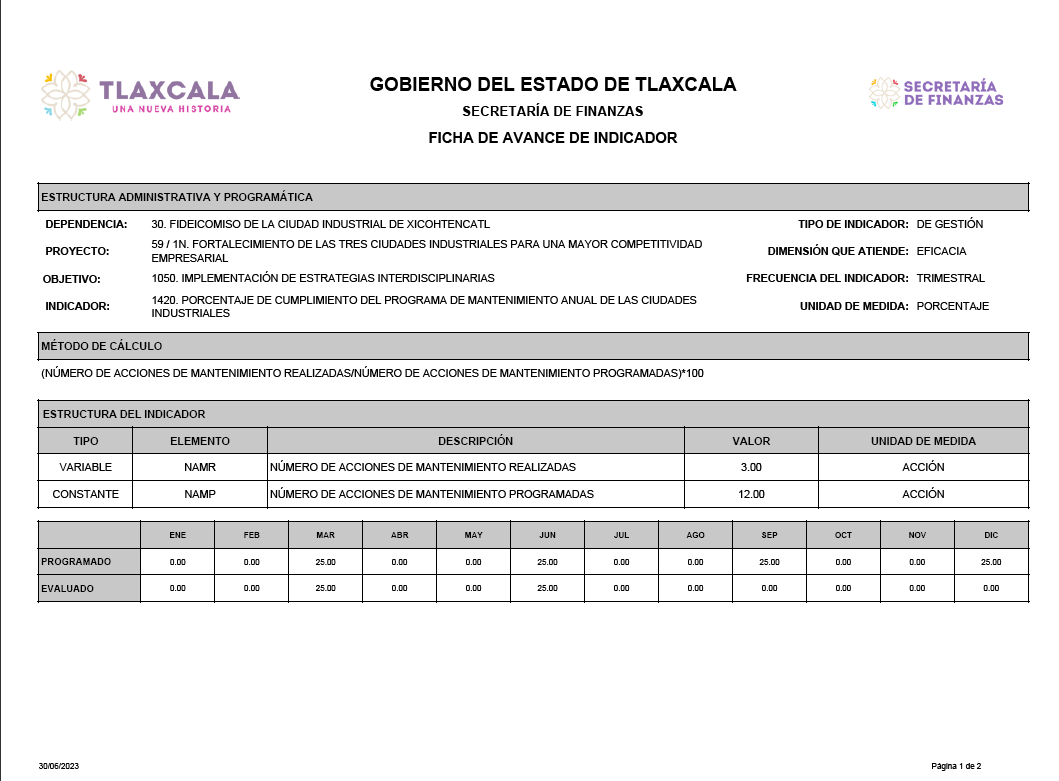 TLAXCALA
UNA NUEVA HISTORIA
GOBIERNO DEL ESTADO DE TLAXCALA
SECRETARÍA DE FINANZAS
FICHA DE AVANCE DE INDICADOR
SECRETARÍA
DE FINANZAS
ESTRUCTURA ADMINISTRATIVA Y PROGRAMÁTICA
DEPENDENCIA: 30. FIDEICOMISO DE LA CIUDAD INDUSTRIAL DE XICOHTENCATL TIPO DE INDICADOR: DE GESTIÓN
PROYECTO: 59 / 1N. FORTALECIMIENTO DE LAS TRES CIUDADES INDUSTRIALES PARA UNA MAYOR COMPETITIVIDAD
EMPRESARIAL DIMENSIÓN QUE ATIENDE: EFICACIA
OBJETIVO: 1050. IMPLEMENTACIÓN DE ESTRATEGIAS INTERDISCIPLINARIAS FRECUENCIA DEL INDICADOR: TRIMESTRAL
INDICADOR: 1420. PORCENTAJE DE CUMPLIMIENTO DEL PROGRAMA DE MANTENIMIENTO ANUAL DE LAS CIUDADES
INDUSTRIALES UNIDAD DE MEDIDA: PORCENTAJE
MÉTODO DE CÁLCULO
(NÚMERO DE ACCIONES DE MANTENIMIENTO REALIZADAS/NÚMERO DE ACCIONES DE MANTENIMIENTO PROGRAMADAS)*100
ESTRUCTURA DEL INDICADOR
TIPO ELEMENTO DESCRIPCIÓN VALOR UNIDAD DE MEDIDA
VARIABLE NAMR NÚMERO DE ACCIONES DE MANTENIMIENTO REALIZADAS 3.00 ACCIÓN
CONSTANTE NAMP NÚMERO DE ACCIONES DE MANTENIMIENTO PROGRAMADAS 12.00 ACCIÓN
ENE FEB MAR ABR MAY JUN JUL AGO SEP OCT NOV DIC
PROGRAMADO 0.00 0.00 25.00 0.00 0.00 25.00 0.00 0.00 25.00 0.00 0.00 25.00
EVALUADO 0.00 0.00 25.00 0.00 0.00 25.00 0.00 0.00 0.00 0.00 0.00 0.00
30/06/2023 Página 1 de 2